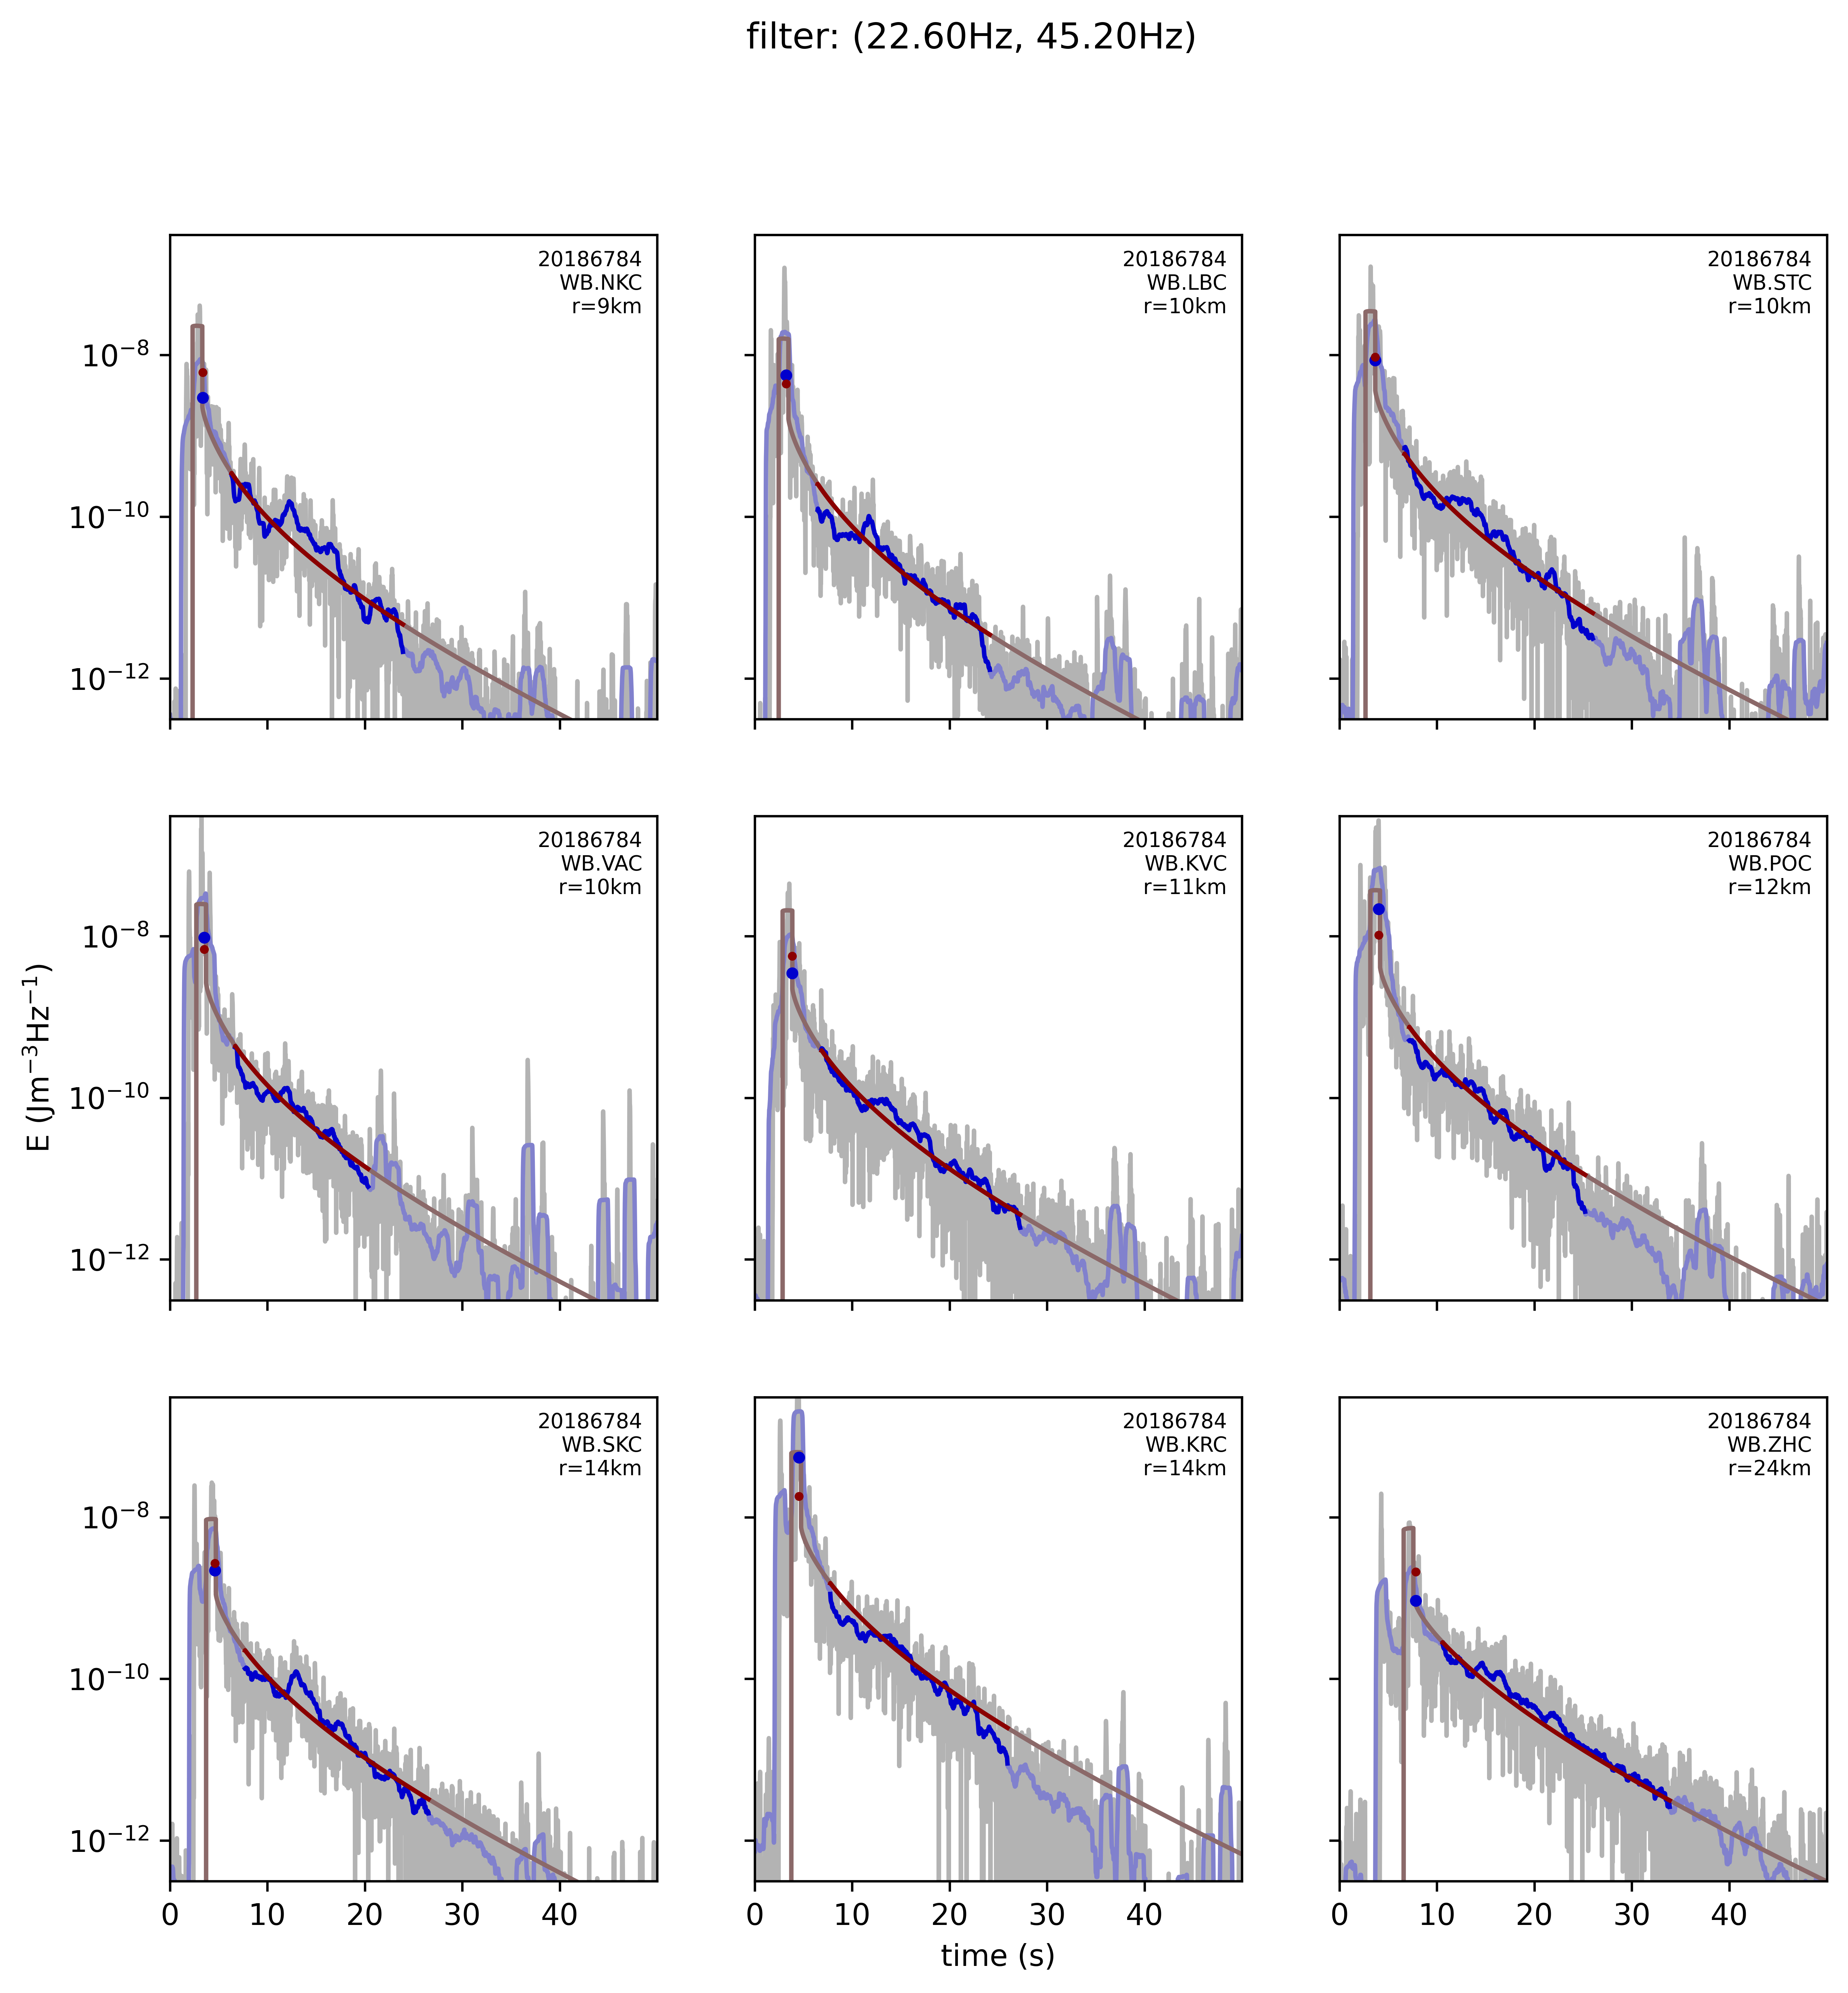 filter: (22.60Hz, 45.20Hz)
20186784
WB.NKC
r=9km
20186784
WB.LBC
r=10km
20186784
WB.STC
r=10km
10⁻⁸
10⁻¹⁰
10⁻¹²
20186784
WB.VAC
r=10km
20186784
WB.KVC
r=11km
20186784
WB.POC
r=12km
10⁻⁸
10⁻¹⁰
10⁻¹²
E (Jm⁻³Hz⁻¹)
20186784
WB.SKC
r=14km
20186784
WB.KRC
r=14km
20186784
WB.ZHC
r=24km
10⁻⁸
10⁻¹⁰
10⁻¹²
0 10 20 30 40
0 10 20 30 40
0 10 20 30 40
time (s)